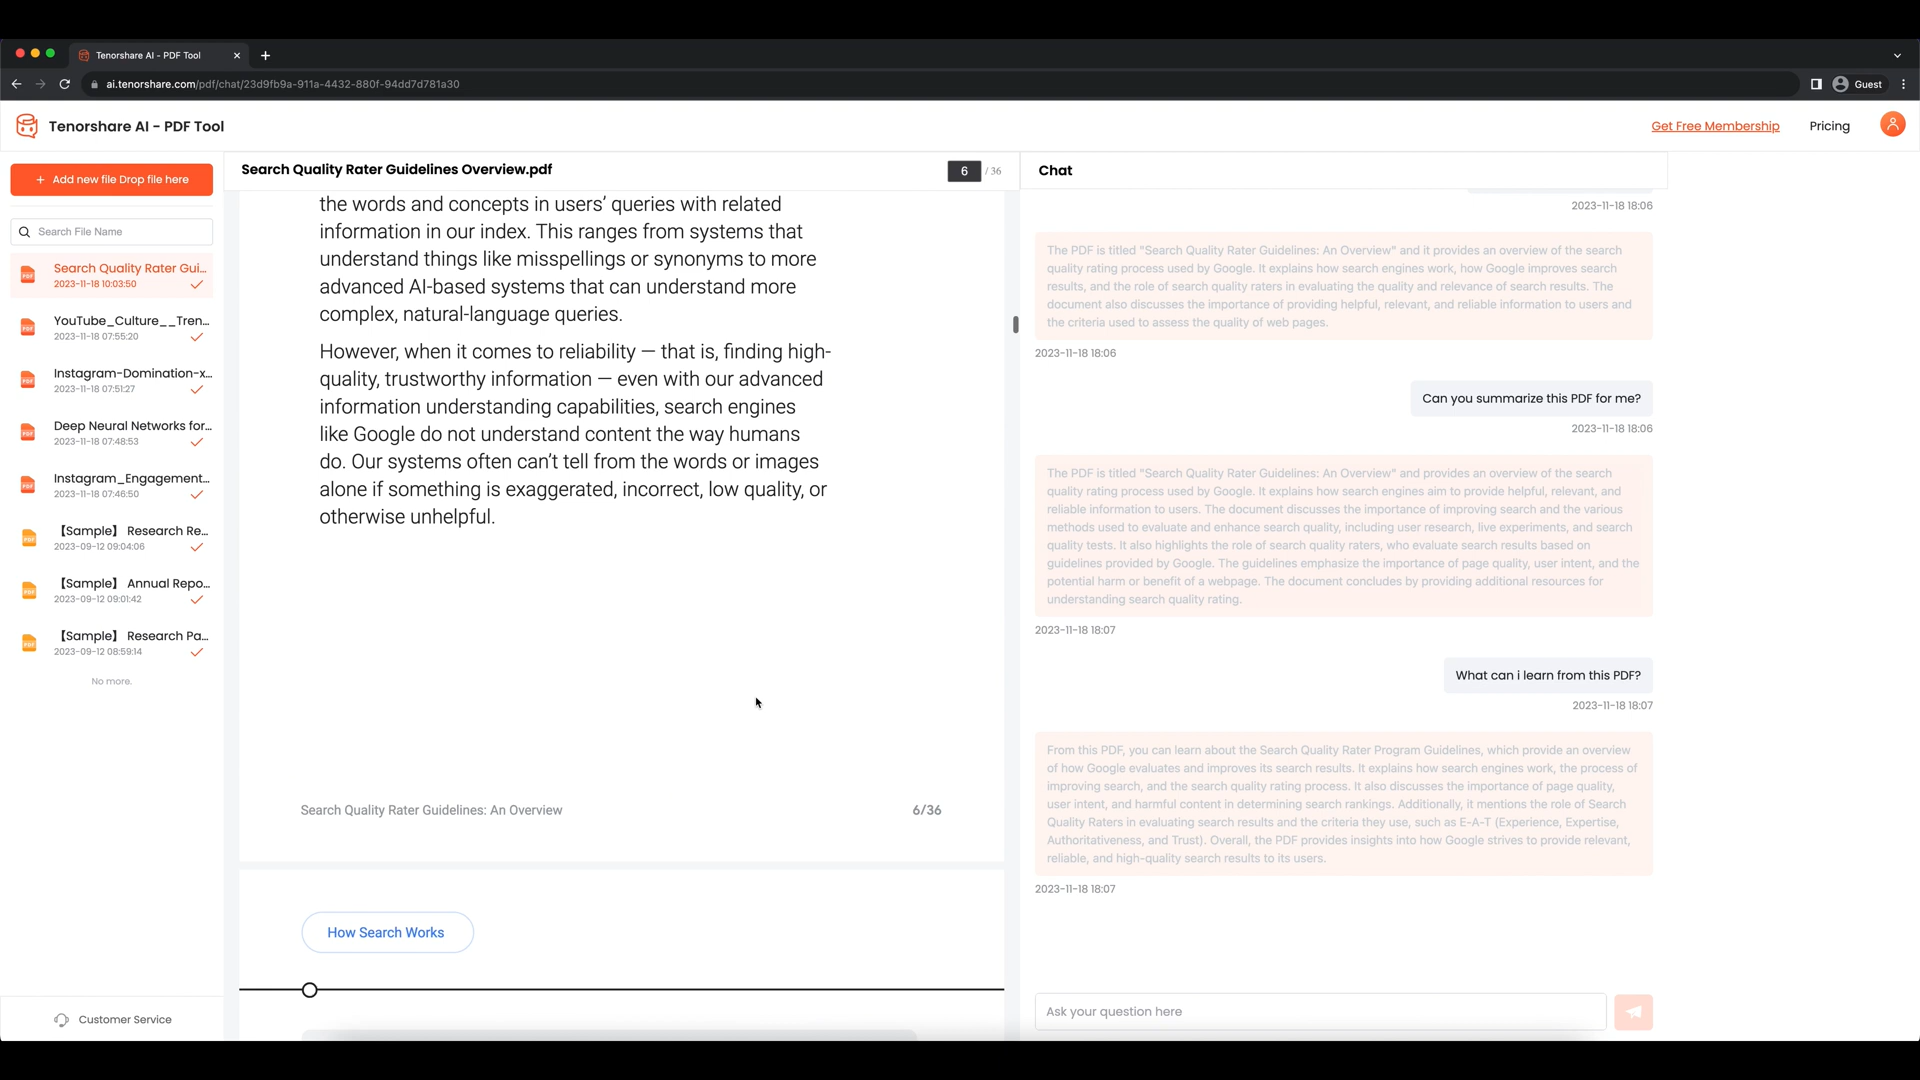 Tenorshare AI - PDF Tool
ai.tenorshare.com/pdf/chat/23d9fb9a-911a-4432-880f-94dd7d781a30
Guest
Tenorshare AI - PDF Tool
Get Free Membership
Pricing
+ Add new file Drop file here
Search File Name
Search Quality Rater Gui...
2023-11-18 10:03:50
YouTube_Culture__Tren...
2023-11-18 07:55:20
Instagram-Domination-x...
2023-11-18 07:51:27
Deep Neural Networks for...
2023-11-18 07:48:53
Instagram_Engagement...
2023-11-18 07:46:50
【Sample】 Research Re...
2023-09-12 09:04:06
【Sample】 Annual Repo...
2023-09-12 09:01:42
【Sample】 Research Pa...
2023-09-12 08:59:14
No more.
Customer Service
Search Quality Rater Guidelines Overview.pdf
6 / 36
the words and concepts in users’ queries with related
information in our index. This ranges from systems that
understand things like misspellings or synonyms to more
advanced AI-based systems that can understand more
complex, natural-language queries.
However, when it comes to reliability — that is, finding high-
quality, trustworthy information — even with our advanced
information understanding capabilities, search engines
like Google do not understand content the way humans
do. Our systems often can’t tell from the words or images
alone if something is exaggerated, incorrect, low quality, or
otherwise unhelpful.
Search Quality Rater Guidelines: An Overview
6/36
How Search Works
Chat
2023-11-18 18:06
The PDF is titled "Search Quality Rater Guidelines: An Overview" and it provides an overview of the search
quality rating process used by Google. It explains how search engines work, how Google improves search
results, and the role of search quality raters in evaluating the quality and relevance of search results. The
document also discusses the importance of providing helpful, relevant, and reliable information to users and
the criteria used to assess the quality of web pages.
2023-11-18 18:06
Can you summarize this PDF for me?
2023-11-18 18:06
The PDF is titled "Search Quality Rater Guidelines: An Overview" and provides an overview of the search
quality rating process used by Google. It explains how search engines aim to provide helpful, relevant, and
reliable information to users. The document discusses the importance of improving search and the various
methods used to evaluate and enhance search quality, including user research, live experiments, and search
quality tests. It also highlights the role of search quality raters, who evaluate search results based on
guidelines provided by Google. The guidelines emphasize the importance of page quality, user intent, and the
potential harm or benefit of a webpage. The document concludes by providing additional resources for
understanding search quality rating.
2023-11-18 18:07
What can i learn from this PDF?
2023-11-18 18:07
From this PDF, you can learn about the Search Quality Rater Program Guidelines, which provide an overview
of how Google evaluates and improves its search results. It explains how search engines work, the process of
improving search, and the search quality rating process. It also discusses the importance of page quality,
user intent, and harmful content in determining search rankings. Additionally, it mentions the role of Search
Quality Raters in evaluating search results and the criteria they use, such as E-A-T (Experience, Expertise,
Authoritativeness, and Trust). Overall, the PDF provides insights into how Google strives to provide relevant,
reliable, and high-quality search results to its users.
2023-11-18 18:07
Ask your question here